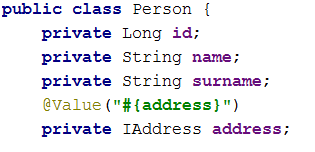 public class Person {
    private Long id;
    private String name;
    private String surname;
    @Value("#{address}")
    private IAddress address;